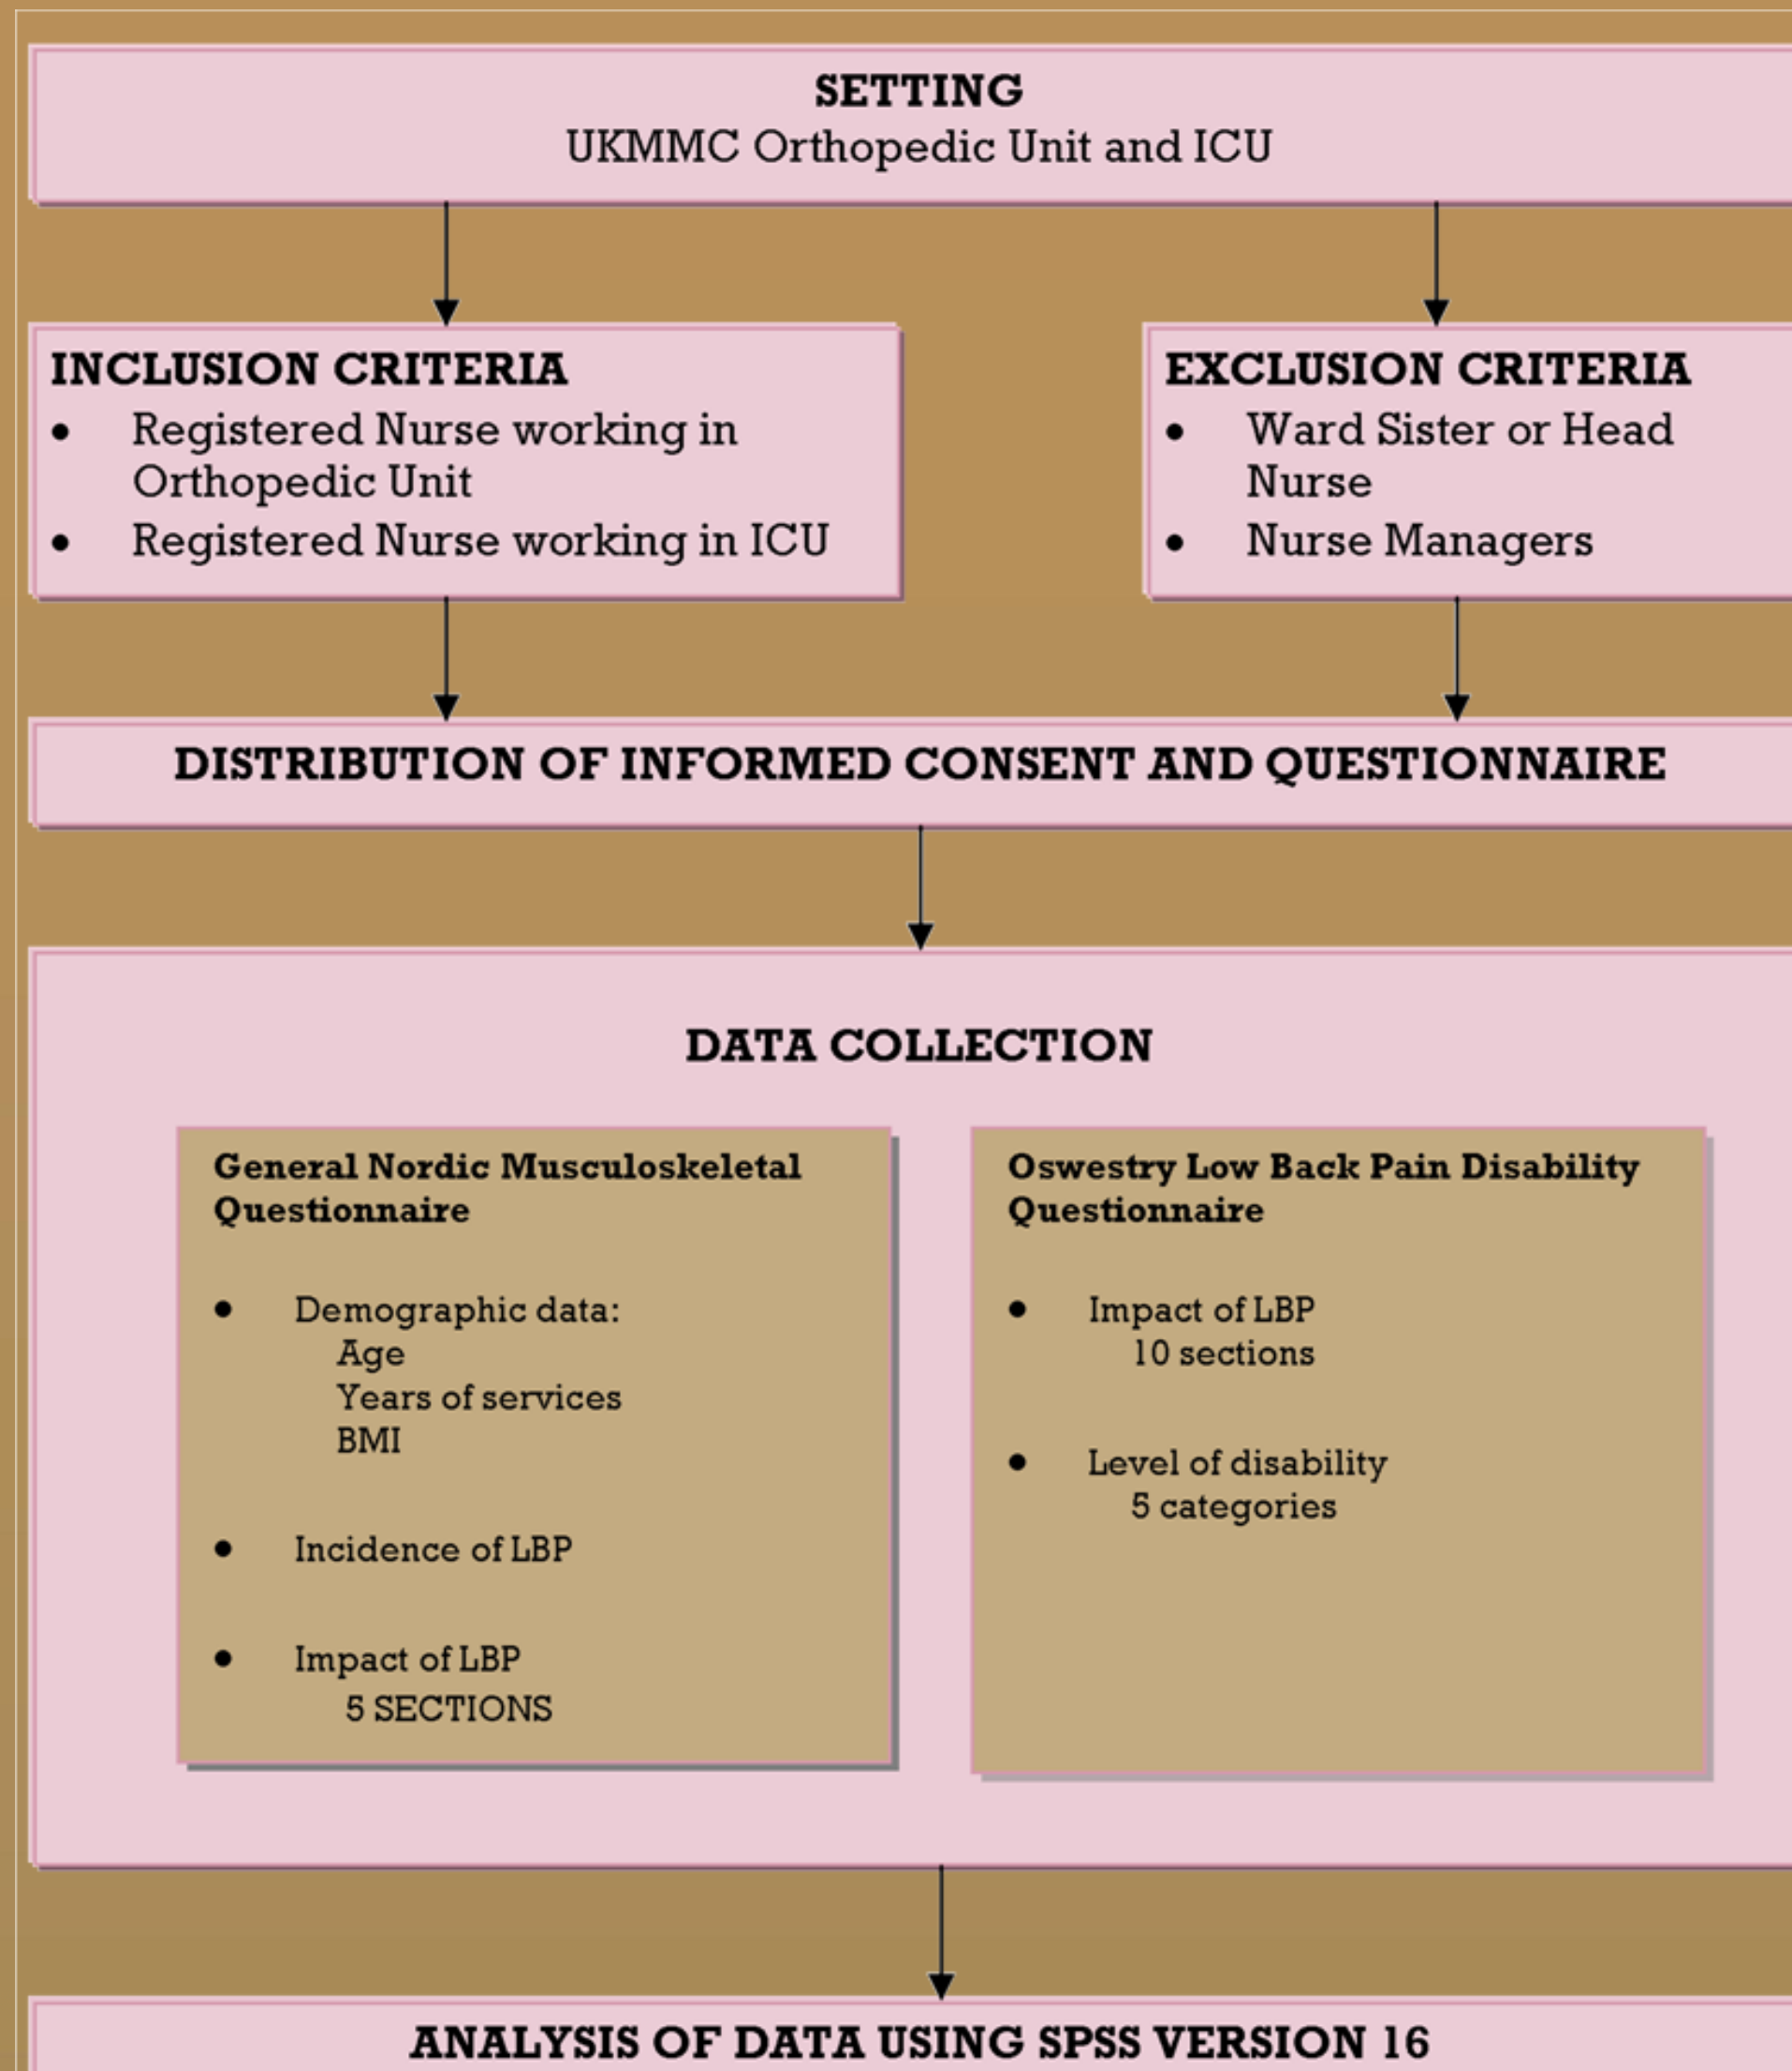 SETTING
UKMMC Orthopedic Unit and ICU
INCLUSION CRITERIA
● Registered Nurse working in
Orthopedic Unit
● Registered Nurse working in ICU
EXCLUSION CRITERIA
● Ward Sister or Head
Nurse
● Nurse Managers
DISTRIBUTION OF INFORMED CONSENT AND QUESTIONNAIRE
DATA COLLECTION
General Nordic Musculoskeletal
Questionnaire
● Demographic data:
Age
Years of services
BMI
● Incidence of LBP
● Impact of LBP
5 SECTIONS
Oswestry Low Back Pain Disability
Questionnaire
● Impact of LBP
10 sections
● Level of disability
5 categories
ANALYSIS OF DATA USING SPSS VERSION 16